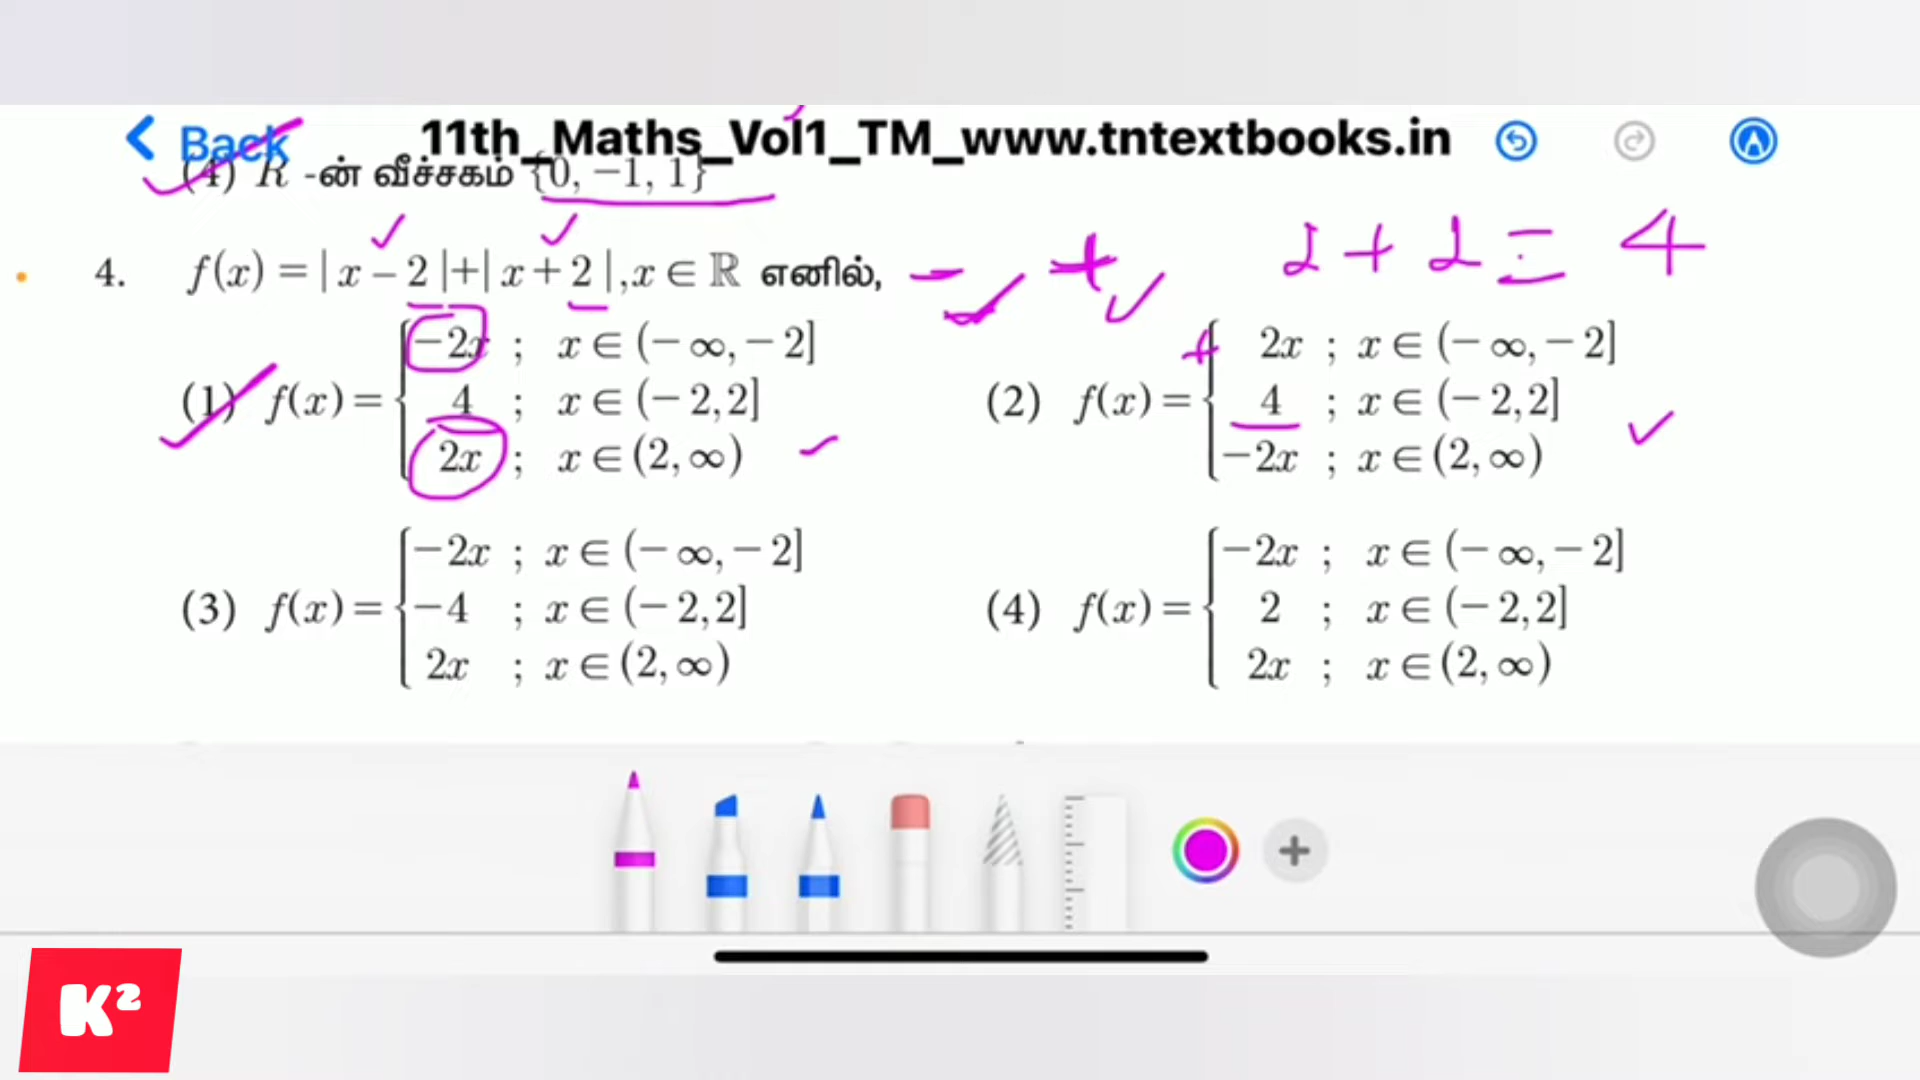 Back 11th_Maths_Vol1_TM_www.tntextbooks.in
(4) R -ன் வீச்சகம் {0, −1, 1}
4. f(x) = | x − 2 |+| x + 2 |, x ∈ ℝ எனில், − + 2 + 2 = 4
(1) f(x) = { −2x ; x ∈ (−∞, −2]
4 ; x ∈ (−2, 2]
2x ; x ∈ (2, ∞)
(2) f(x) = { + 2x ; x ∈ (−∞, −2]
4 ; x ∈ (−2, 2]
−2x ; x ∈ (2, ∞)
(3) f(x) = { −2x ; x ∈ (−∞, −2]
−4 ; x ∈ (−2, 2]
2x ; x ∈ (2, ∞)
(4) f(x) = { −2x ; x ∈ (−∞, −2]
2 ; x ∈ (−2, 2]
2x ; x ∈ (2, ∞)
K²